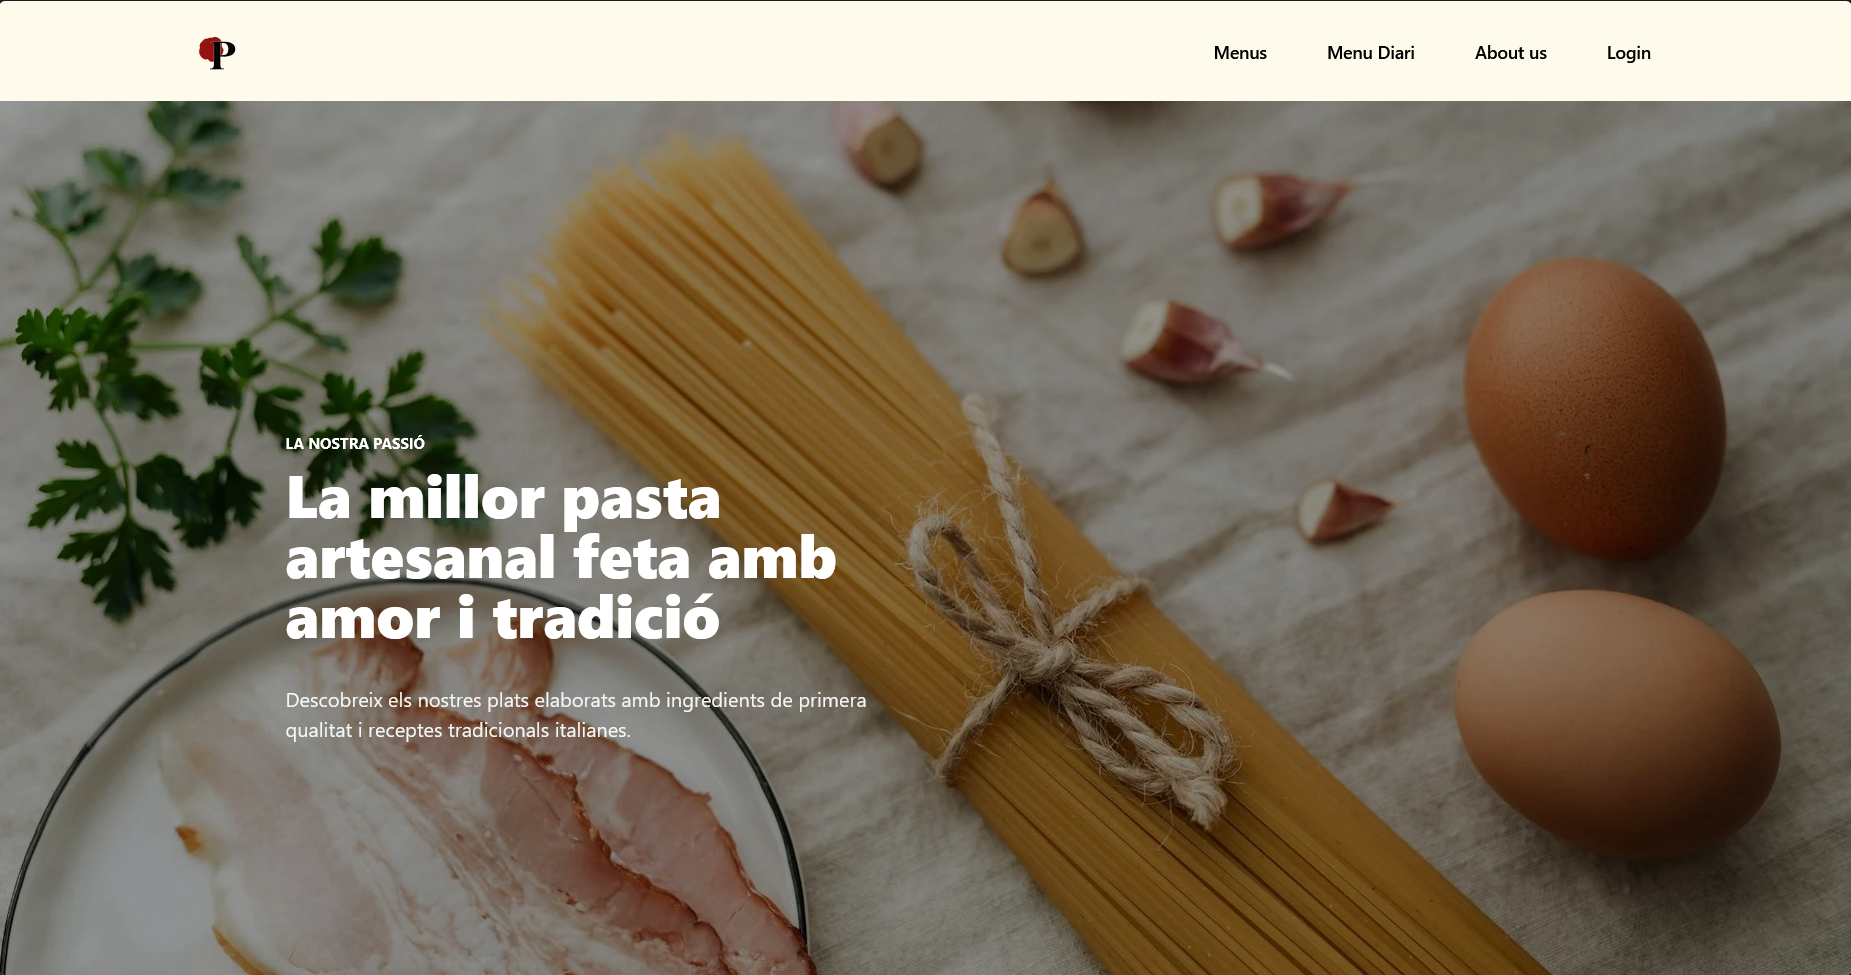 P
Menus
Menu Diari
About us
Login
LA NOSTRA PASSIÓ
La millor pasta
artesanal feta amb
amor i tradició
Descobreix els nostres plats elaborats amb ingredients de primera
qualitat i receptes tradicionals italianes.